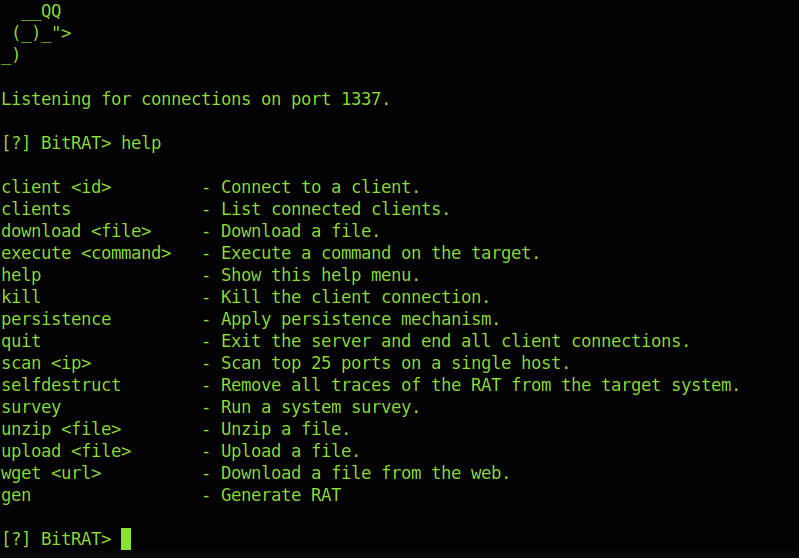 __QQ
 (_)_">
_)
Listening for connections on port 1337.
[?] BitRAT> help
client <id>         - Connect to a client.
clients             - List connected clients.
download <file>     - Download a file.
execute <command>   - Execute a command on the target.
help                - Show this help menu.
kill                - Kill the client connection.
persistence         - Apply persistence mechanism.
quit                - Exit the server and end all client connections.
scan <ip>           - Scan top 25 ports on a single host.
selfdestruct        - Remove all traces of the RAT from the target system.
survey              - Run a system survey.
unzip <file>        - Unzip a file.
upload <file>       - Upload a file.
wget <url>          - Download a file from the web.
gen                 - Generate RAT
[?] BitRAT>